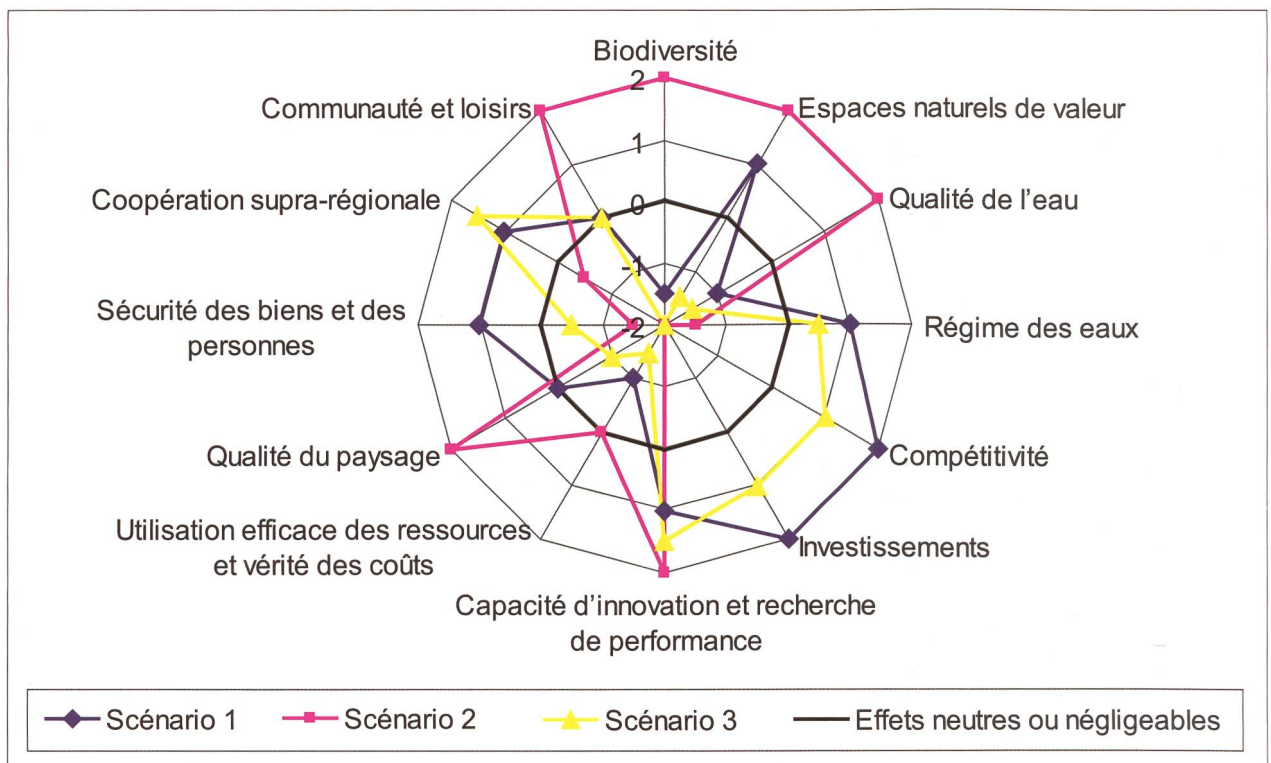 Biodiversité
2
Communauté et loisirs
Espaces naturels de valeur
1
Coopération supra-régionale
Qualité de l'eau
0
-1
Sécurité des biens et des
personnes
-2
Régime des eaux
Qualité du paysage
Compétitivité
Utilisation efficace des ressources
et vérité des coûts
Investissements
Capacité d'innovation et recherche
de performance
Scénario 1
Scénario 2
Scénario 3
Effets neutres ou négligeables